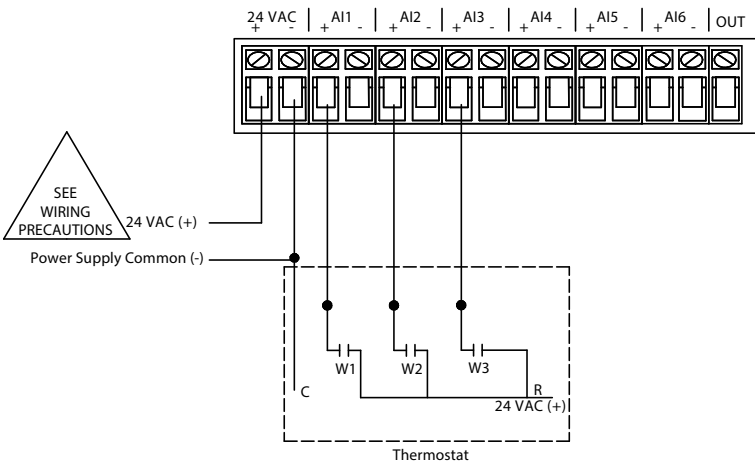 24 VAC AI1 AI2 AI3 AI4 AI5 AI6 OUT
+ - + - + - + - + - + - + -
SEE
WIRING
PRECAUTIONS
24 VAC (+)
Power Supply Common (-)
W1 W2 W3
C
R
24 VAC (+)
Thermostat